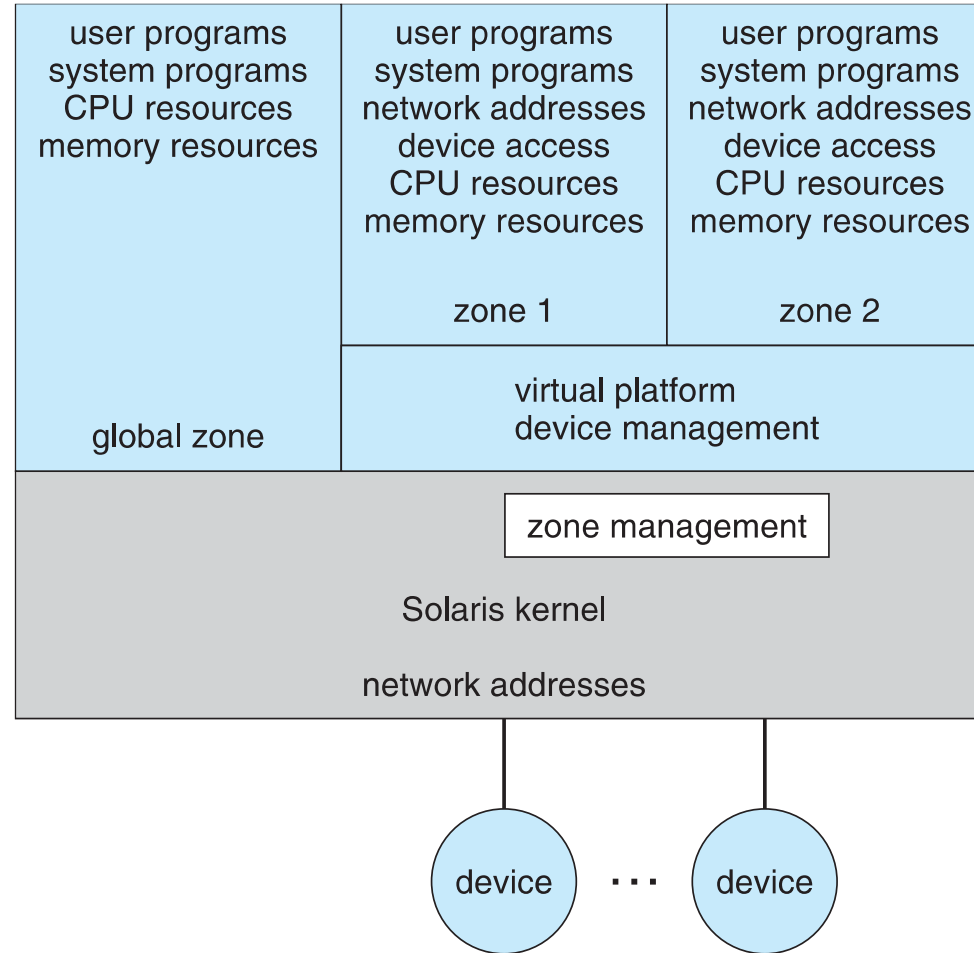 user programs
system programs
CPU resources
memory resources
global zone
user programs
system programs
network addresses
device access
CPU resources
memory resources
zone 1
user programs
system programs
network addresses
device access
CPU resources
memory resources
zone 2
virtual platform
device management
zone management
Solaris kernel
network addresses
device
...
device